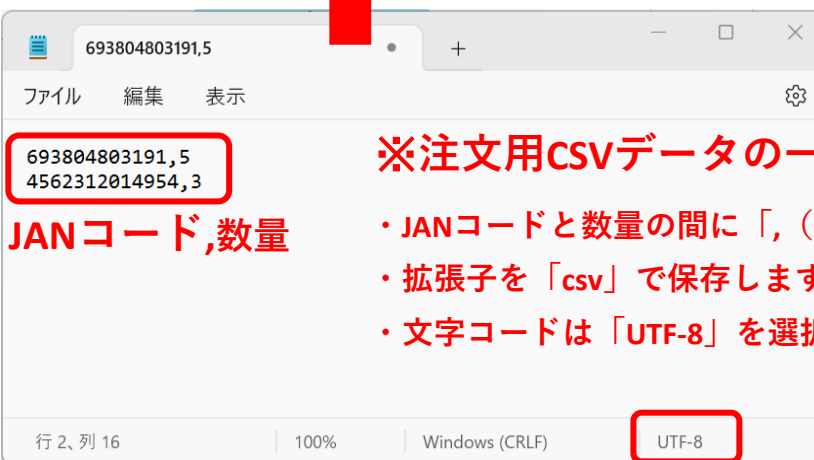 693804803191,5
ファイル 編集 表示
693804803191,5
4562312014954,3
JANコード,数量
※注文用CSVデータの一
・JANコードと数量の間に「,（
・拡張子を「csv」で保存します
・文字コードは「UTF-8」を選択
行 2、列 16 100% Windows (CRLF) UTF-8